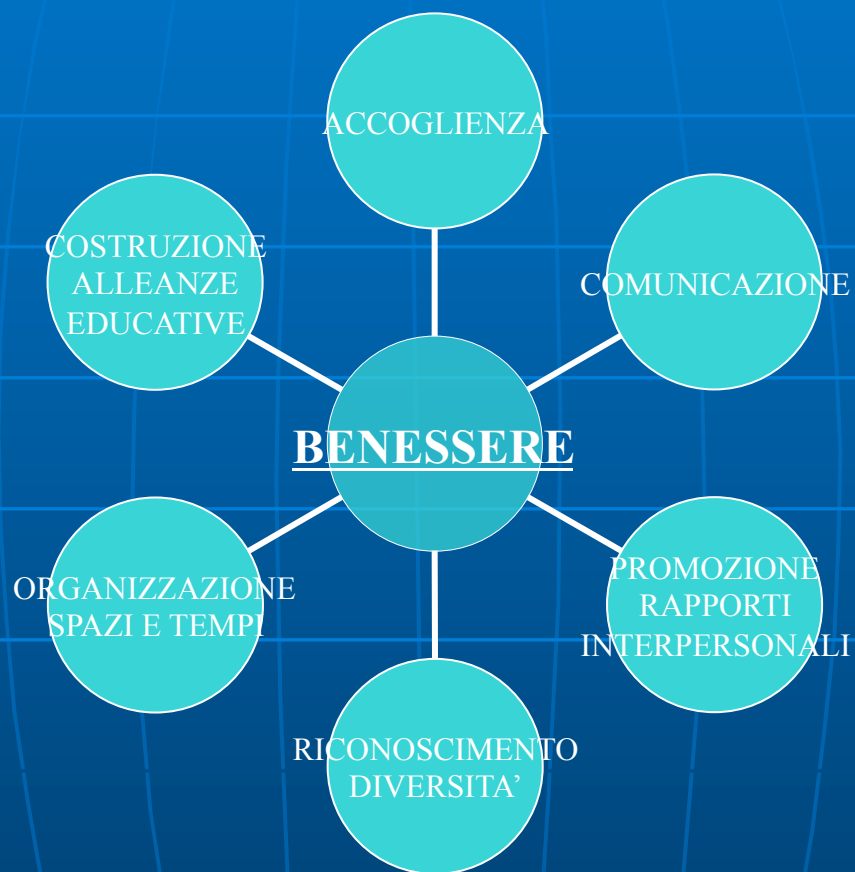 ACCOGLIENZA
COMUNICAZIONE
PROMOZIONE
RAPPORTI
INTERPERSONALI
RICONOSCIMENTO
DIVERSITA’
ORGANIZZAZIONE
SPAZI E TEMPI
COSTRUZIONE
ALLEANZE
EDUCATIVE
BENESSERE